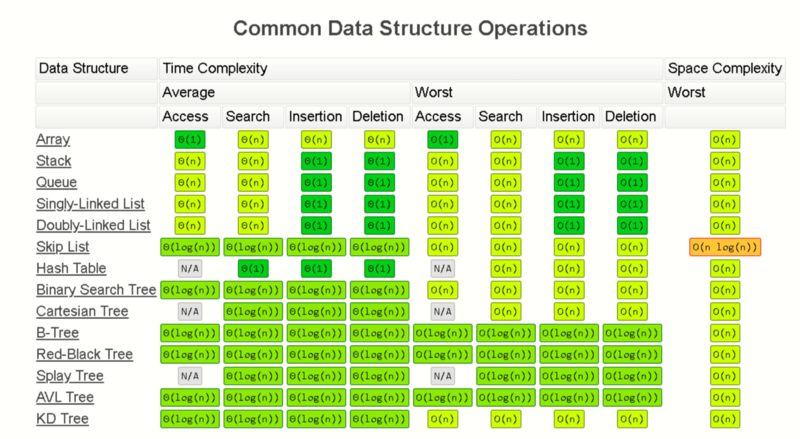 Common Data Structure Operations
Data Structure Time Complexity Space Complexity
Average Worst Worst
Access Search Insertion Deletion Access Search Insertion Deletion
Array Θ(1) Θ(n) Θ(n) Θ(n) O(1) O(n) O(n) O(n) O(n)
Stack Θ(n) Θ(n) Θ(1) Θ(1) O(n) O(n) O(1) O(1) O(n)
Queue Θ(n) Θ(n) Θ(1) Θ(1) O(n) O(n) O(1) O(1) O(n)
Singly-Linked List Θ(n) Θ(n) Θ(1) Θ(1) O(n) O(n) O(1) O(1) O(n)
Doubly-Linked List Θ(n) Θ(n) Θ(1) Θ(1) O(n) O(n) O(1) O(1) O(n)
Skip List Θ(log(n)) Θ(log(n)) Θ(log(n)) Θ(log(n)) O(n) O(n) O(n) O(n) O(n log(n))
Hash Table N/A Θ(1) Θ(1) Θ(1) N/A O(n) O(n) O(n) O(n)
Binary Search Tree Θ(log(n)) Θ(log(n)) Θ(log(n)) Θ(log(n)) O(n) O(n) O(n) O(n) O(n)
Cartesian Tree N/A Θ(log(n)) Θ(log(n)) Θ(log(n)) N/A O(n) O(n) O(n) O(n)
B-Tree Θ(log(n)) Θ(log(n)) Θ(log(n)) Θ(log(n)) O(log(n)) O(log(n)) O(log(n)) O(log(n)) O(n)
Red-Black Tree Θ(log(n)) Θ(log(n)) Θ(log(n)) Θ(log(n)) O(log(n)) O(log(n)) O(log(n)) O(log(n)) O(n)
Splay Tree N/A Θ(log(n)) Θ(log(n)) Θ(log(n)) N/A O(log(n)) O(log(n)) O(log(n)) O(n)
AVL Tree Θ(log(n)) Θ(log(n)) Θ(log(n)) Θ(log(n)) O(log(n)) O(log(n)) O(log(n)) O(log(n)) O(n)
KD Tree Θ(log(n)) Θ(log(n)) Θ(log(n)) Θ(log(n)) O(n) O(n) O(n) O(n) O(n)